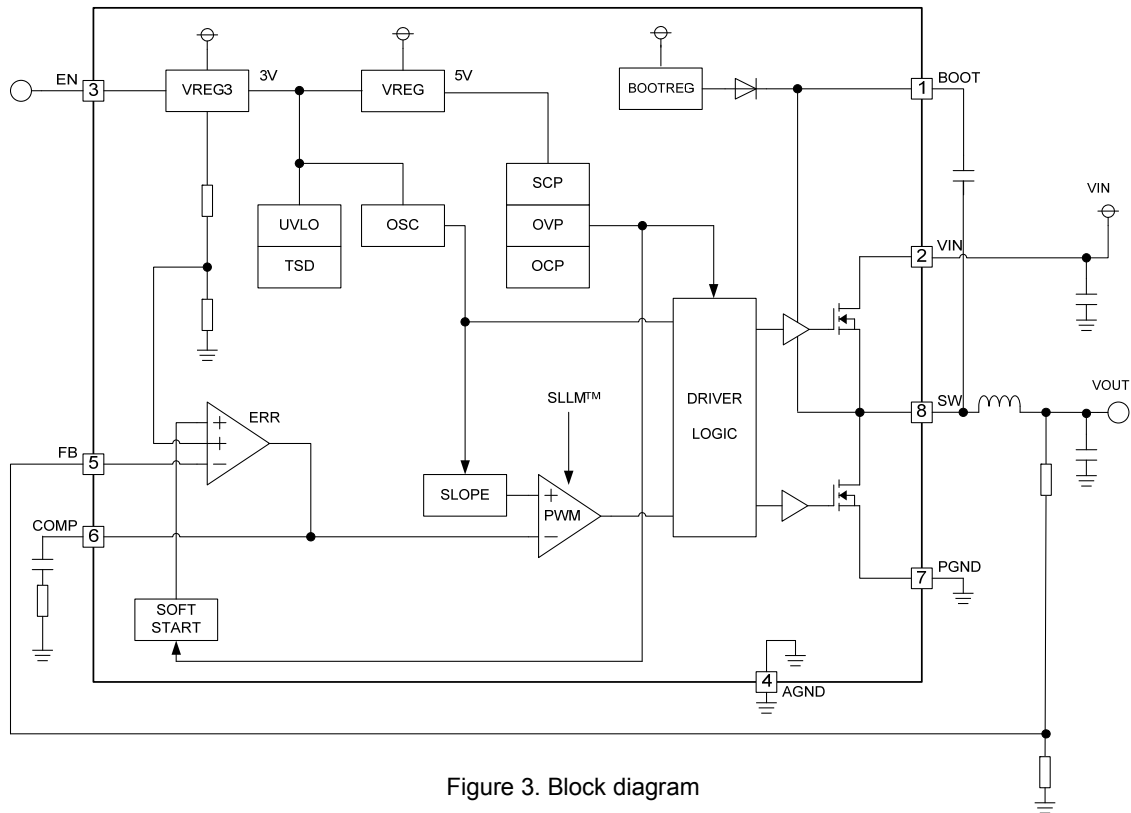 EN
3
VREG3
3V
VREG
5V
BOOTREG
1
BOOT
SCP
OVP
OCP
UVLO
TSD
OSC
VIN
VIN
2
DRIVER
LOGIC
SLLM™
ERR
+
+
−
FB
5
SLOPE
+
PWM
−
COMP
6
SW
8
VOUT
PGND
7
SOFT
START
4
AGND
Figure 3. Block diagram